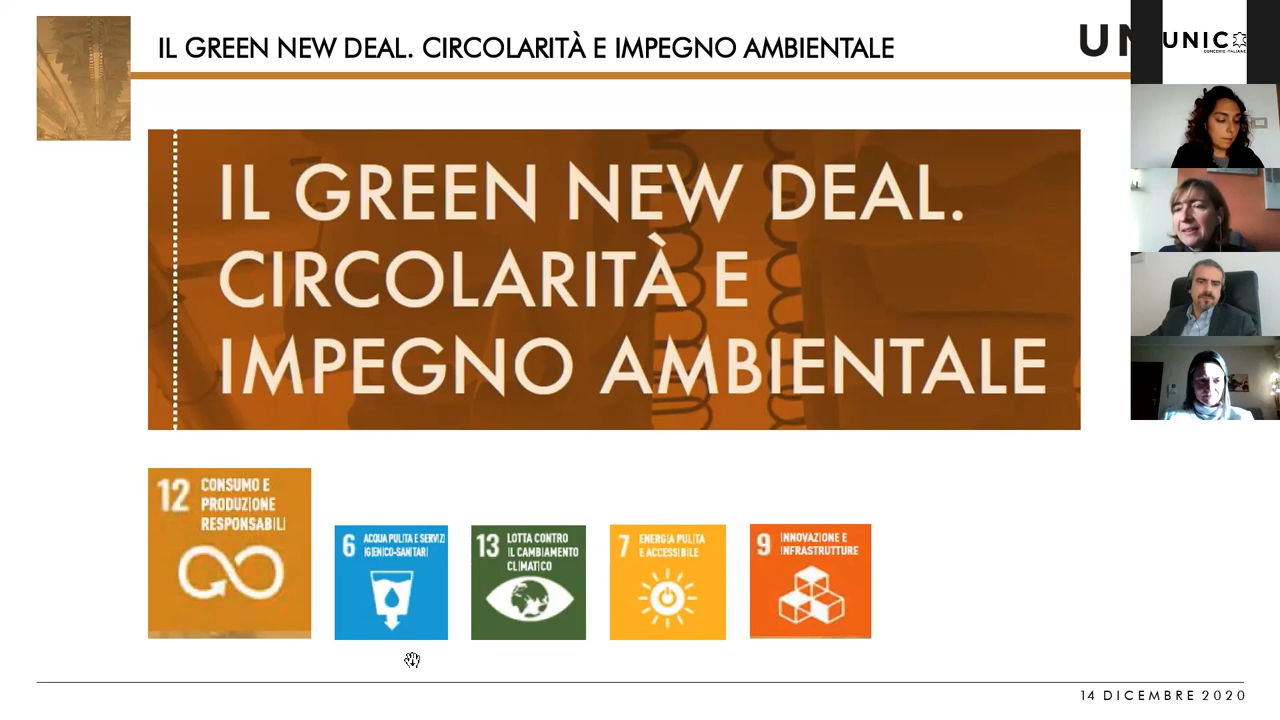 IL GREEN NEW DEAL. CIRCOLARITÀ E IMPEGNO AMBIENTALE
UNIC
CONCERIE ITALIANE
IL GREEN NEW DEAL.
CIRCOLARITÀ E
IMPEGNO AMBIENTALE
12 CONSUMO E
PRODUZIONE
RESPONSABILI
6 ACQUA PULITA E SERVIZI
IGIENICO-SANITARI
13 LOTTA CONTRO
IL CAMBIAMENTO
CLIMATICO
7 ENERGIA PULITA
E ACCESSIBILE
9 INNOVAZIONE E
INFRASTRUTTURE
14 DICEMBRE 2020